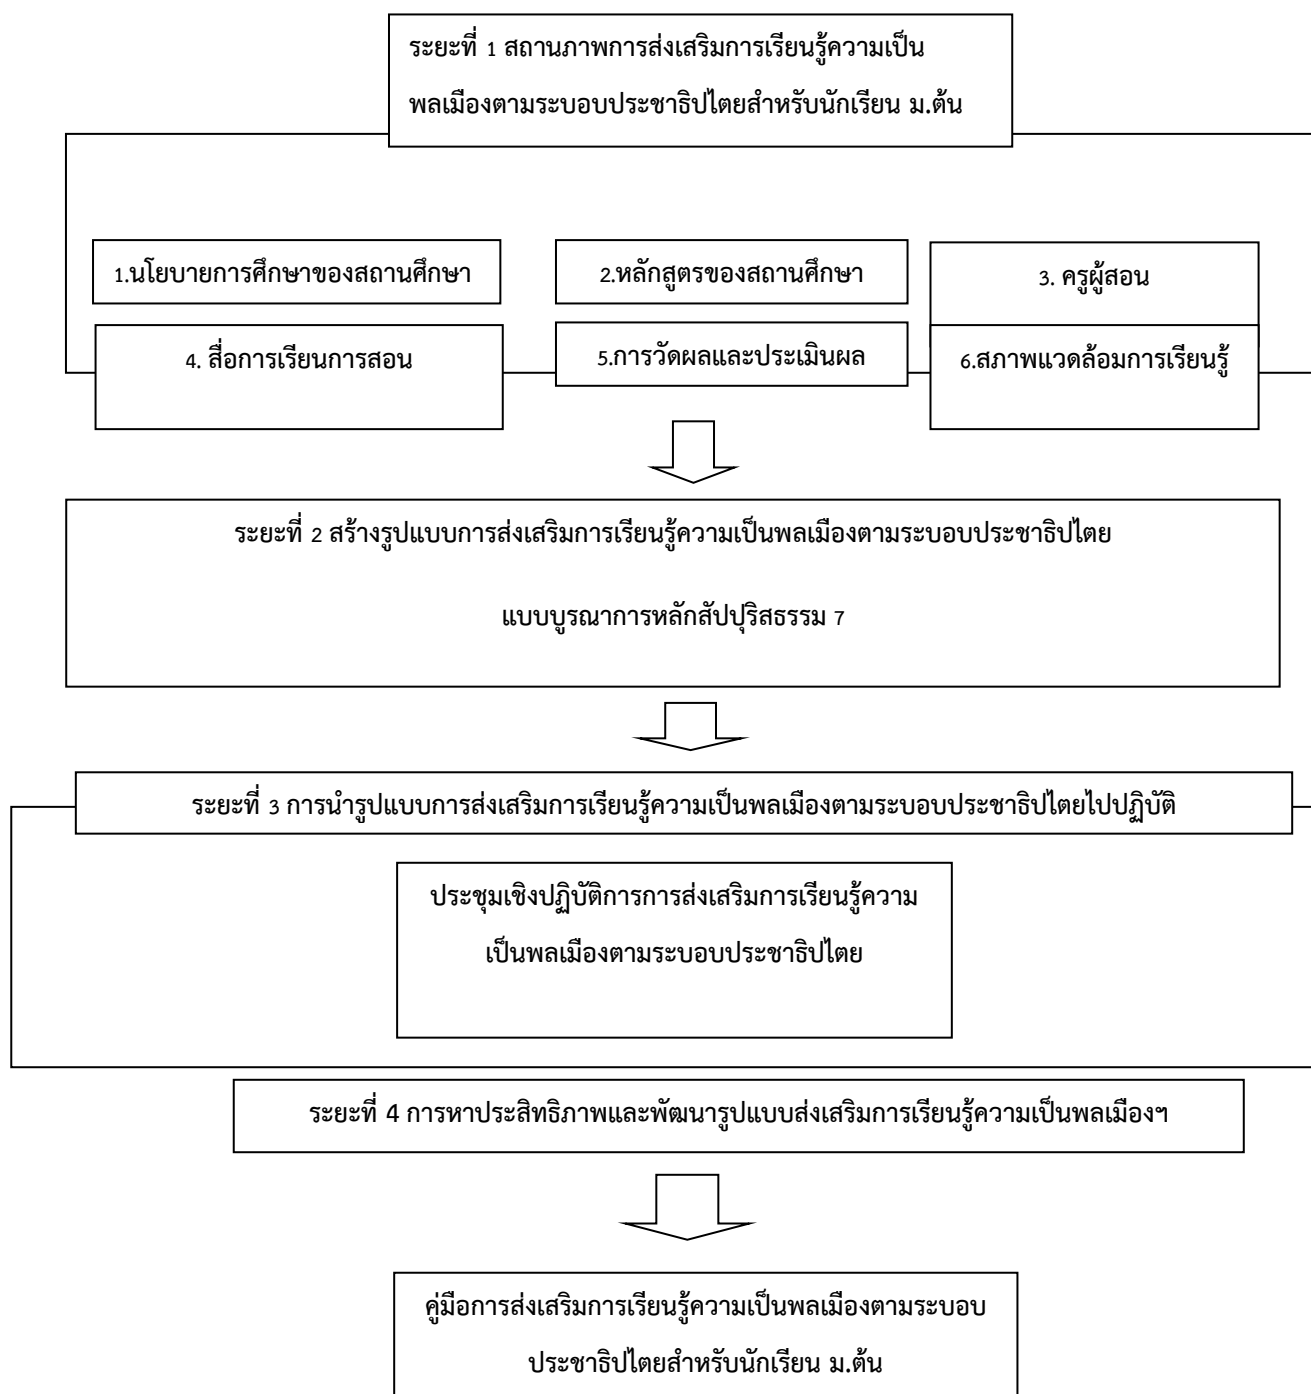 ระยะที่ 1 สถานภาพการส่งเสริมการเรียนรู้ความเป็น
พลเมืองตามระบอบประชาธิปไตยสำหรับนักเรียน ม.ต้น
1.นโยบายการศึกษาของสถานศึกษา
2.หลักสูตรของสถานศึกษา
3. ครูผู้สอน
4. สื่อการเรียนการสอน
5.การวัดผลและประเมินผล
6.สภาพแวดล้อมการเรียนรู้
ระยะที่ 2 สร้างรูปแบบการส่งเสริมการเรียนรู้ความเป็นพลเมืองตามระบอบประชาธิปไตย
แบบบูรณาการหลักสัปปุริสธรรม 7
ระยะที่ 3 การนำรูปแบบการส่งเสริมการเรียนรู้ความเป็นพลเมืองตามระบอบประชาธิปไตยไปปฏิบัติ
ประชุมเชิงปฏิบัติการการส่งเสริมการเรียนรู้ความ
เป็นพลเมืองตามระบอบประชาธิปไตย
ระยะที่ 4 การหาประสิทธิภาพและพัฒนารูปแบบส่งเสริมการเรียนรู้ความเป็นพลเมืองฯ
คู่มือการส่งเสริมการเรียนรู้ความเป็นพลเมืองตามระบอบ
ประชาธิปไตยสำหรับนักเรียน ม.ต้น